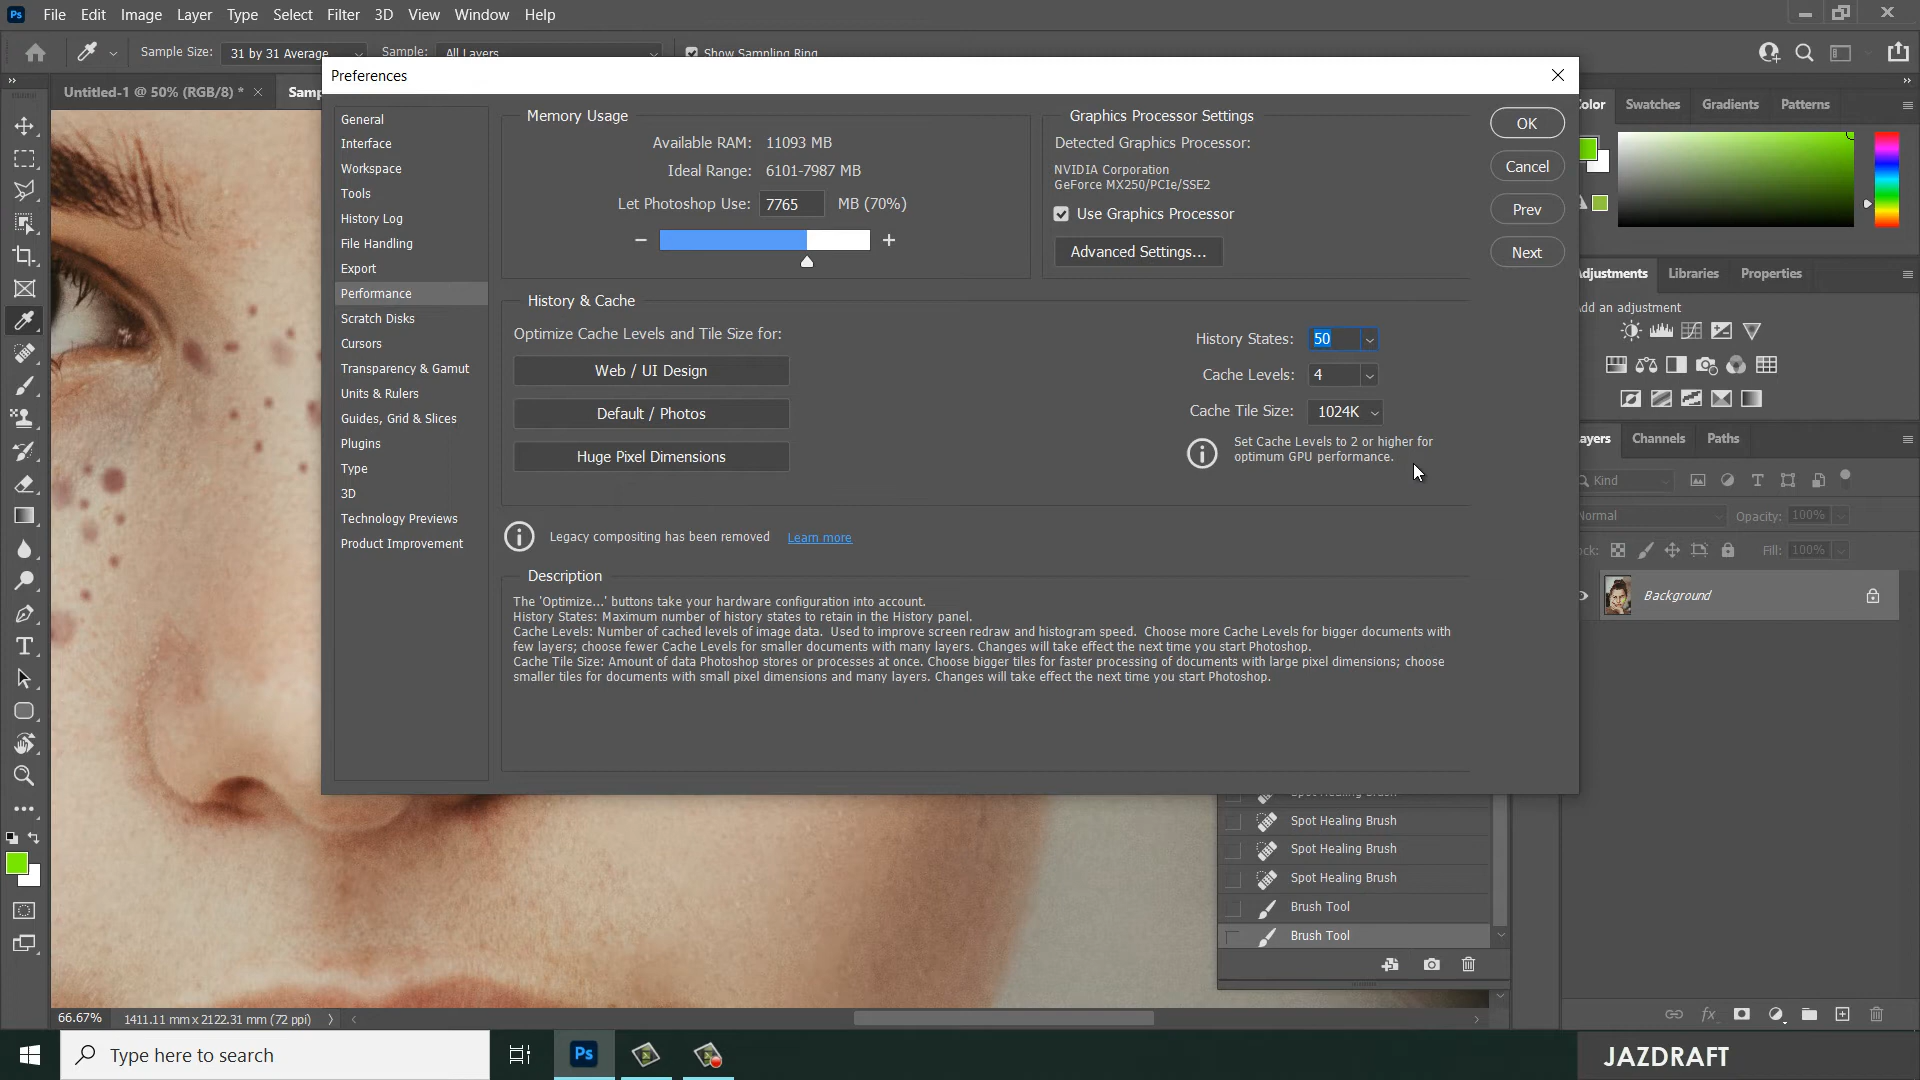 Ps File Edit Image Layer Type Select Filter 3D View Window Help
Sample Size: 31 by 31 Average Sample: All Layers Show Sampling Ring
Untitled-1 @ 50% (RGB/8) *
Preferences
General
Interface
Workspace
Tools
History Log
File Handling
Export
Performance
Scratch Disks
Cursors
Transparency & Gamut
Units & Rulers
Guides, Grid & Slices
Plugins
Type
3D
Technology Previews
Product Improvement
Memory Usage
Available RAM: 11093 MB
Ideal Range: 6101-7987 MB
Let Photoshop Use: 7765 MB (70%)
Graphics Processor Settings
Detected Graphics Processor:
NVIDIA Corporation
GeForce MX250/PCIe/SSE2
Use Graphics Processor
Advanced Settings...
OK
Cancel
Prev
Next
History & Cache
Optimize Cache Levels and Tile Size for:
Web / UI Design
Default / Photos
Huge Pixel Dimensions
History States: 50
Cache Levels: 4
Cache Tile Size: 1024K
Set Cache Levels to 2 or higher for
optimum GPU performance.
Legacy compositing has been removed Learn more
Description
The 'Optimize...' buttons take your hardware configuration into account.
History States: Maximum number of history states to retain in the History panel.
Cache Levels: Number of cached levels of image data. Used to improve screen redraw and histogram speed. Choose more Cache Levels for bigger documents with
few layers; choose fewer Cache Levels for smaller documents with many layers. Changes will take effect the next time you start Photoshop.
Cache Tile Size: Amount of data Photoshop stores or processes at once. Choose bigger tiles for faster processing of documents with large pixel dimensions; choose
smaller tiles for documents with small pixel dimensions and many layers. Changes will take effect the next time you start Photoshop.
Swatches Gradients Patterns
Libraries Properties
dd an adjustment
Channels Paths
Kind
Normal Opacity: 100%
Fill: 100%
Background
Spot Healing Brush
Spot Healing Brush
Spot Healing Brush
Brush Tool
Brush Tool
66.67% 1411.11 mm x 2122.31 mm (72 ppi)
Type here to search
Ps
JAZDRAFT